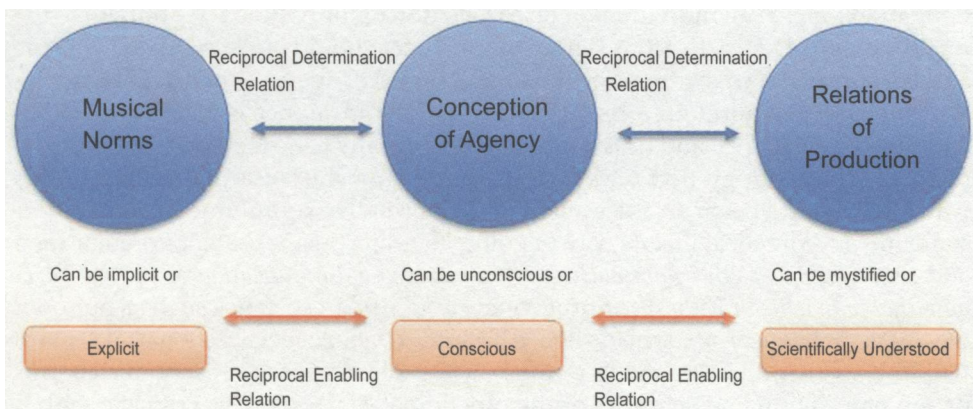 Reciprocal Determination
Relation
Reciprocal Determination
Relation
Musical
Norms
Conception
of Agency
Relations
of
Production
Can be implicit or
Can be unconscious or
Can be mystified or
Explicit
Conscious
Scientifically Understood
Reciprocal Enabling
Relation
Reciprocal Enabling
Relation